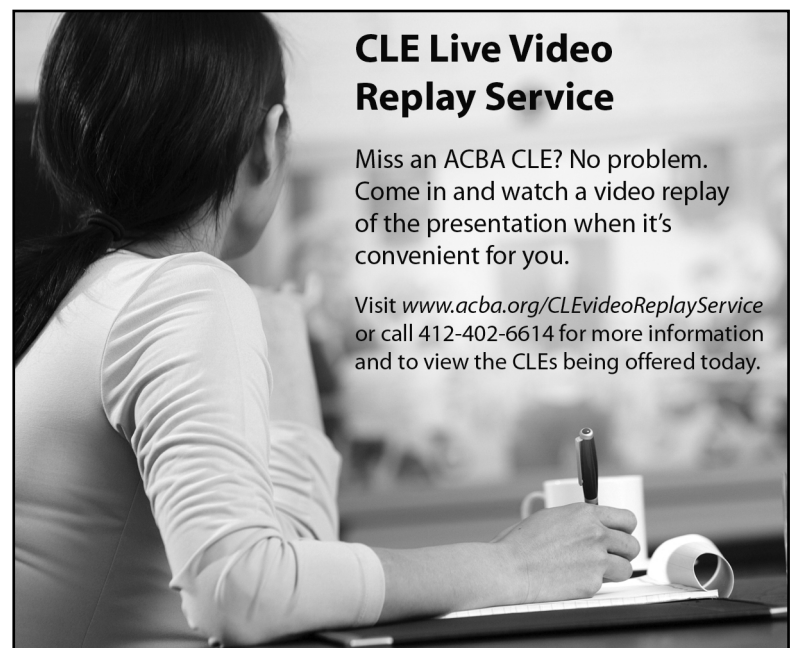 CLE Live Video
Replay Service
Miss an ACBA CLE? No problem.
Come in and watch a video replay
of the presentation when it’s
convenient for you.
Visit www.acba.org/CLEvideoReplayService
or call 412-402-6614 for more information
and to view the CLEs being offered today.